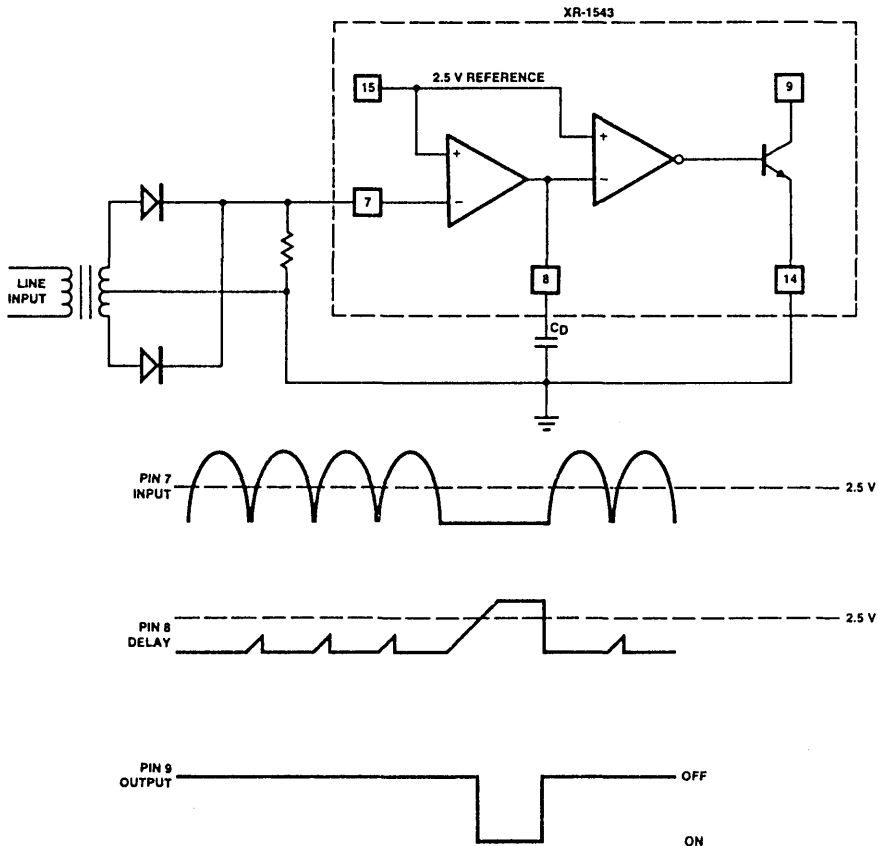 XR-1543
15
2.5 V REFERENCE
9
+
+
−
7
−
LINE
INPUT
8
14
CD
PIN 7
INPUT
2.5 V
PIN 8
DELAY
2.5 V
PIN 9
OUTPUT
OFF
ON